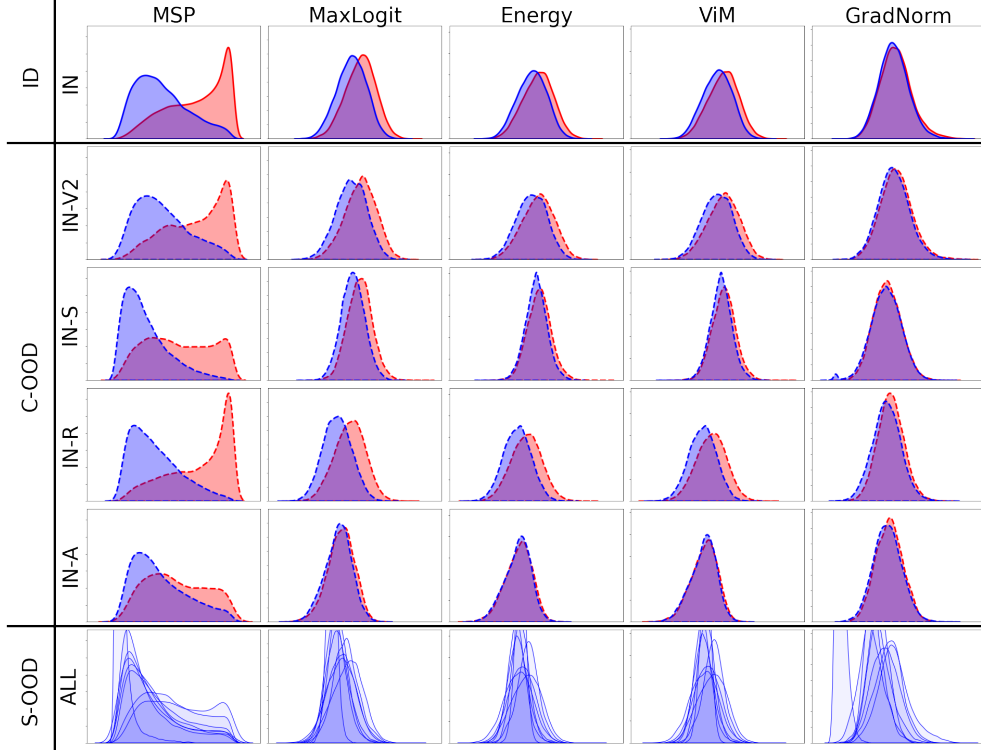 MSP MaxLogit Energy ViM GradNorm
ID
IN
C-OOD
IN-V2
IN-S
IN-R
IN-A
S-OOD
ALL